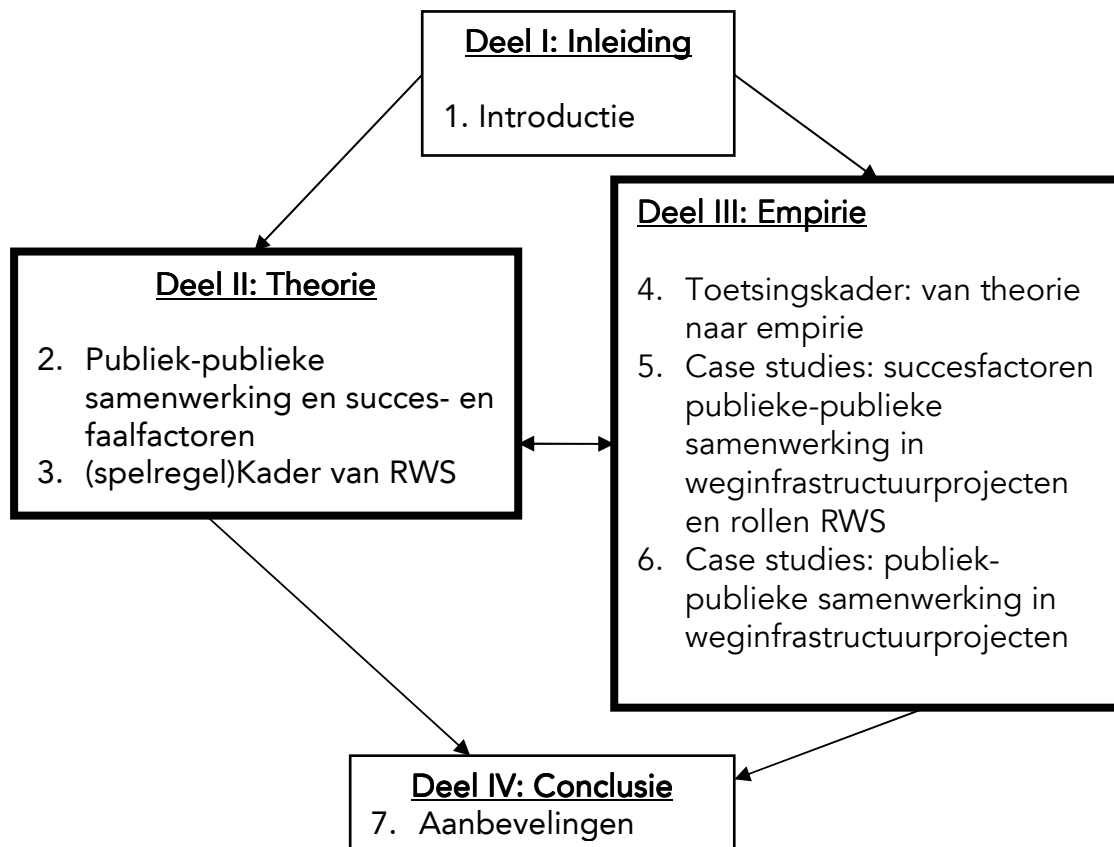 Deel I: Inleiding
1. Introductie
Deel II: Theorie
2. Publiek-publieke
samenwerking en succes- en
faalfactoren
3. (spelregel)Kader van RWS
Deel III: Empirie
4. Toetsingskader: van theorie
naar empirie
5. Case studies: succesfactoren
publieke-publieke
samenwerking in
weginfrastructuurprojecten
en rollen RWS
6. Case studies: publiek-
publieke samenwerking in
weginfrastructuurprojecten
Deel IV: Conclusie
7. Aanbevelingen